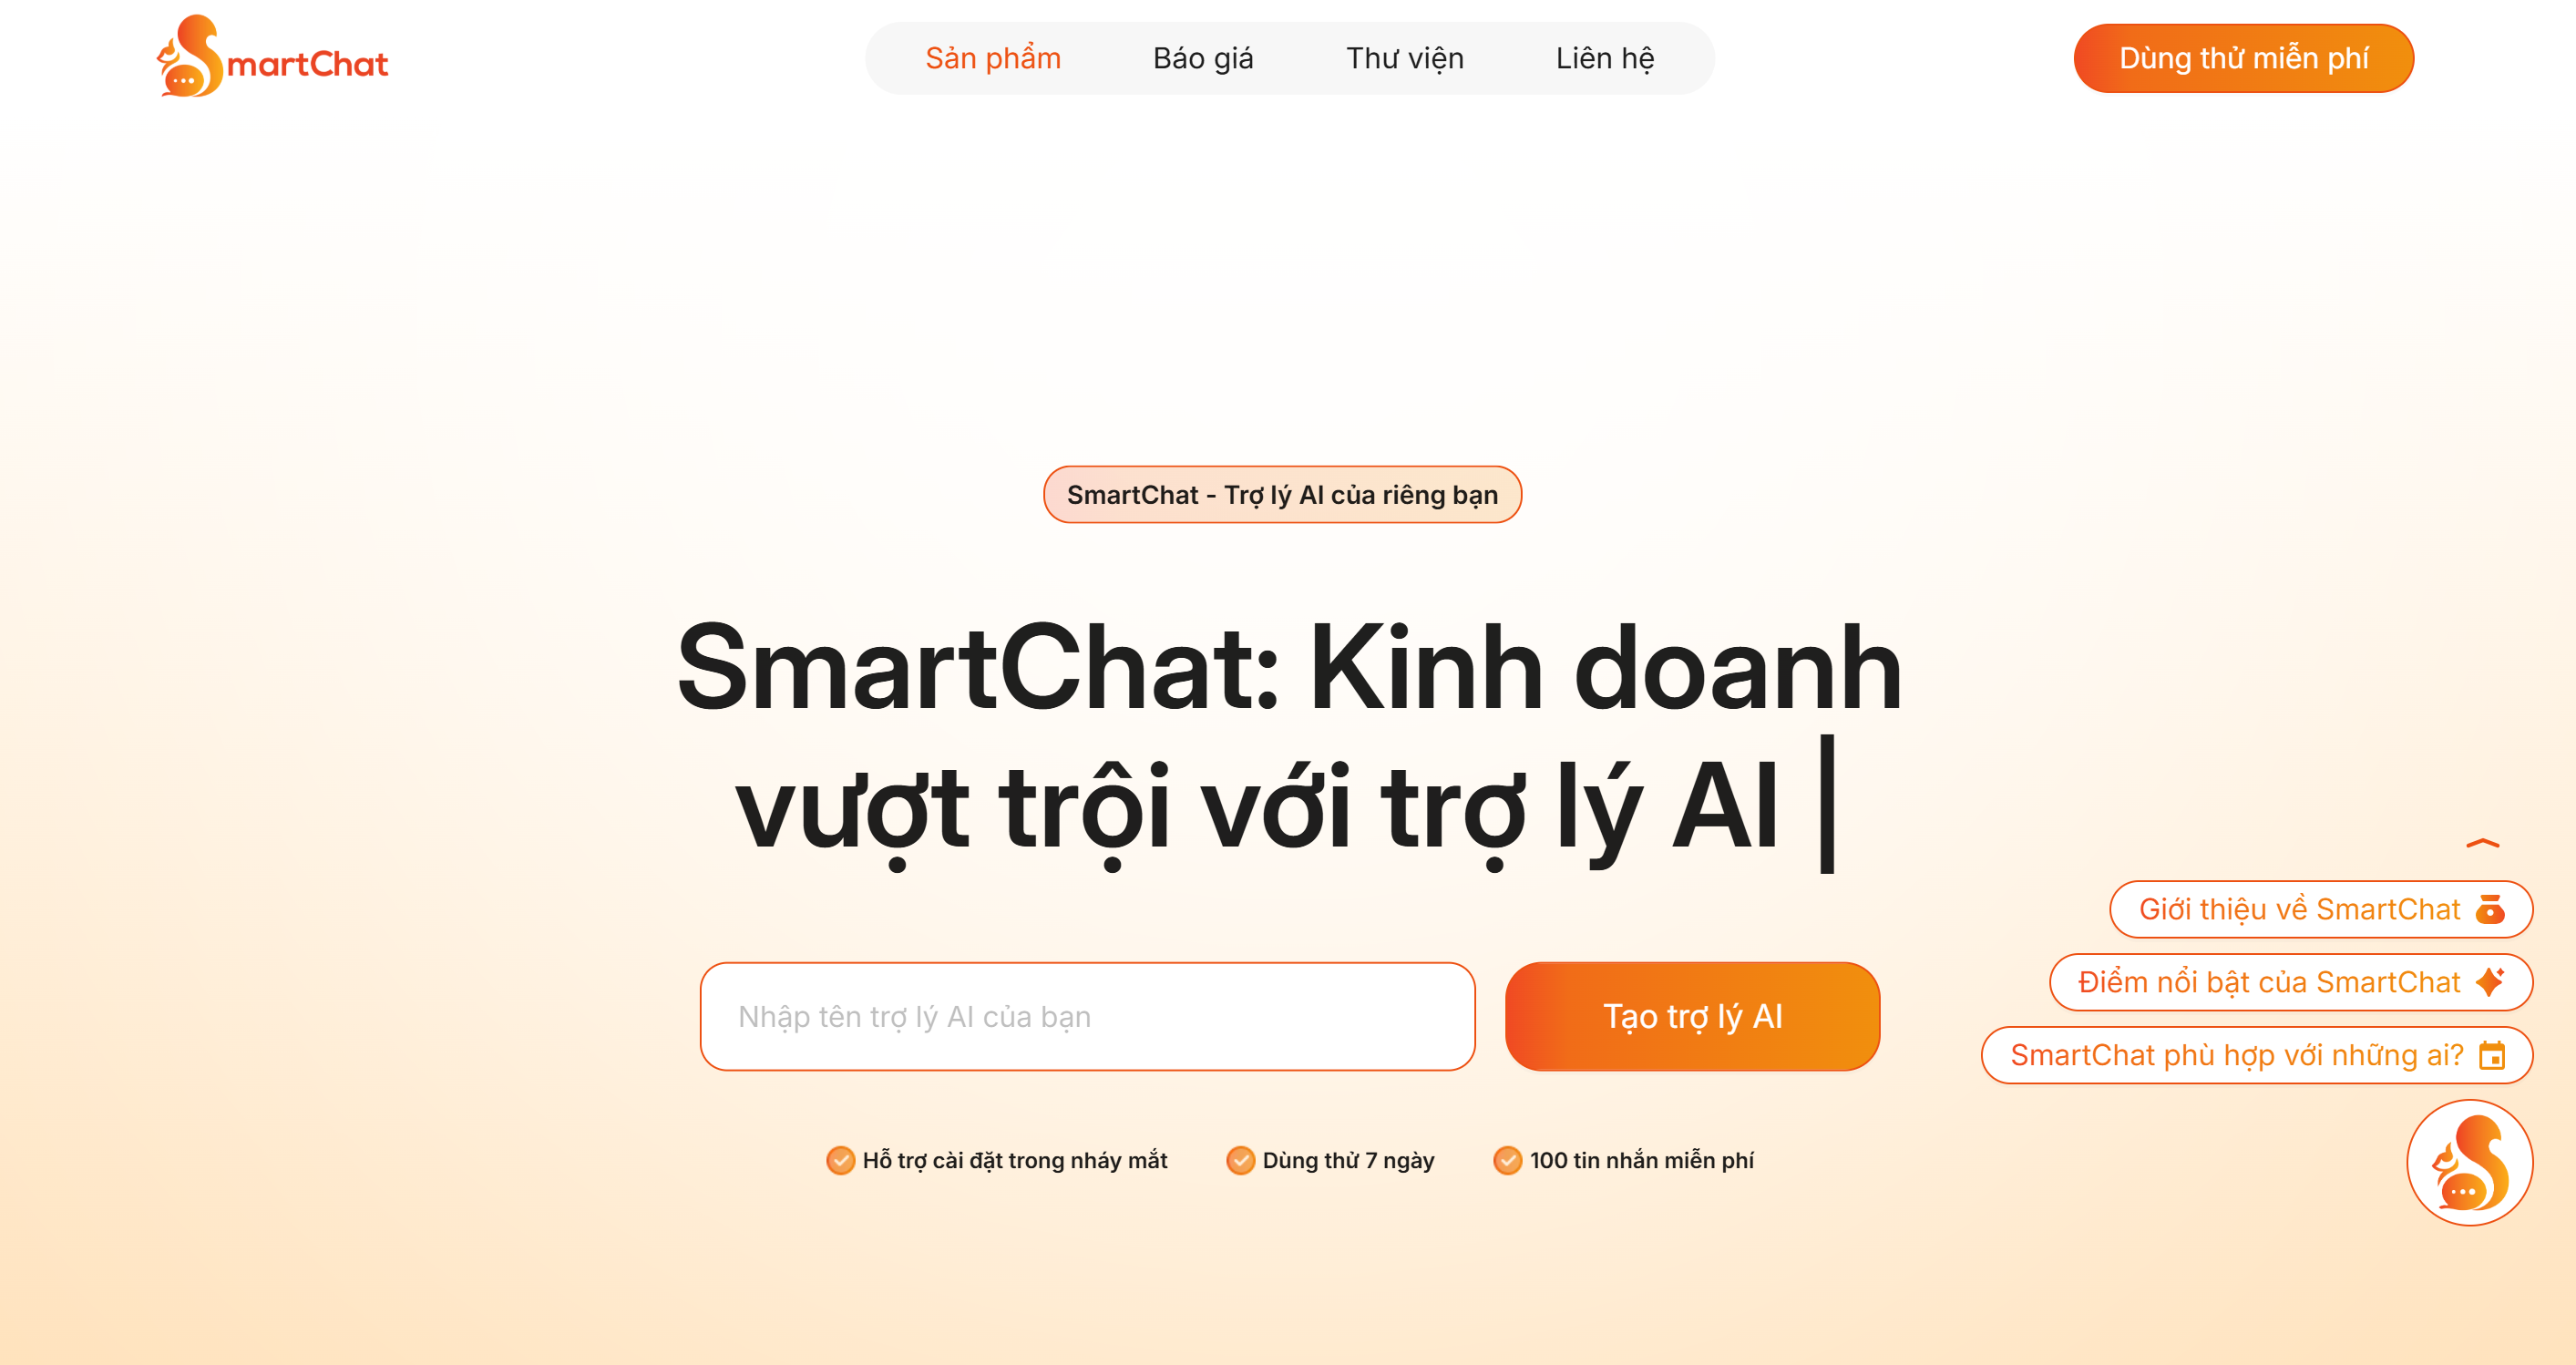 SmartChat
Sản phẩm
Báo giá
Thư viện
Liên hệ
Dùng thử miễn phí
SmartChat - Trợ lý AI của riêng bạn
SmartChat: Kinh doanh
vượt trội với trợ lý AI |
Nhập tên trợ lý AI của bạn
Tạo trợ lý AI
Hỗ trợ cài đặt trong nháy mắt
Dùng thử 7 ngày
100 tin nhắn miễn phí
Giới thiệu về SmartChat
Điểm nổi bật của SmartChat
SmartChat phù hợp với những ai?